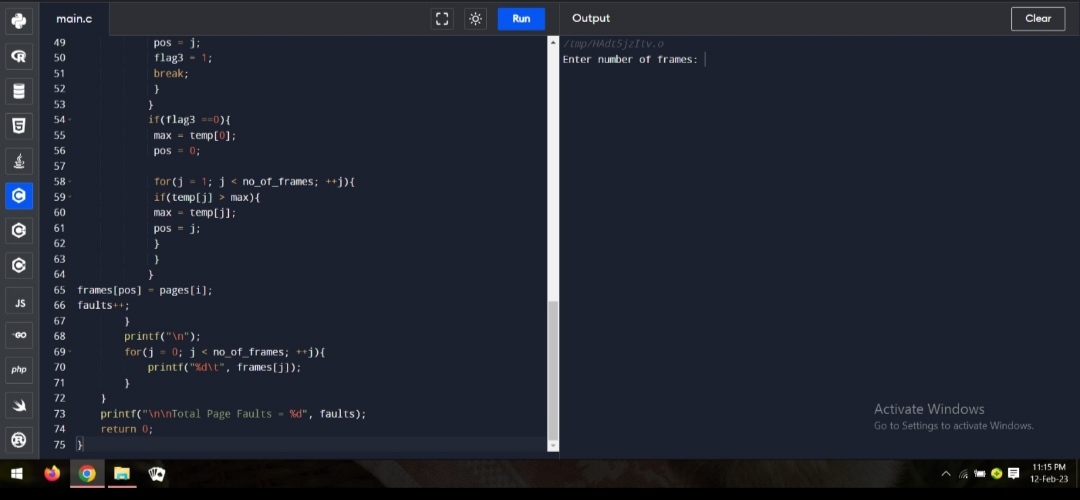 main.c
Run
Output
Clear
49 pos = j;
50 flag3 = 1;
51 break;
52 }
53 }
54 if(flag3 ==0){
55 max = temp[0];
56 pos = 0;
57
58 for(j = 1; j < no_of_frames; ++j){
59 if(temp[j] > max){
60 max = temp[j];
61 pos = j;
62 }
63 }
64 }
65 frames[pos] = pages[i];
66 faults++;
67 }
68 printf("\n");
69 for(j = 0; j < no_of_frames; ++j){
70 printf("%d\t", frames[j]);
71 }
72 }
73 printf("\n\nTotal Page Faults = %d", faults);
74 return 0;
75 }
/tmp/HAdt5jzItv.o
Enter number of frames:
JS
GO
php
Activate Windows
Go to Settings to activate Windows.
11:15 PM
12-Feb-23